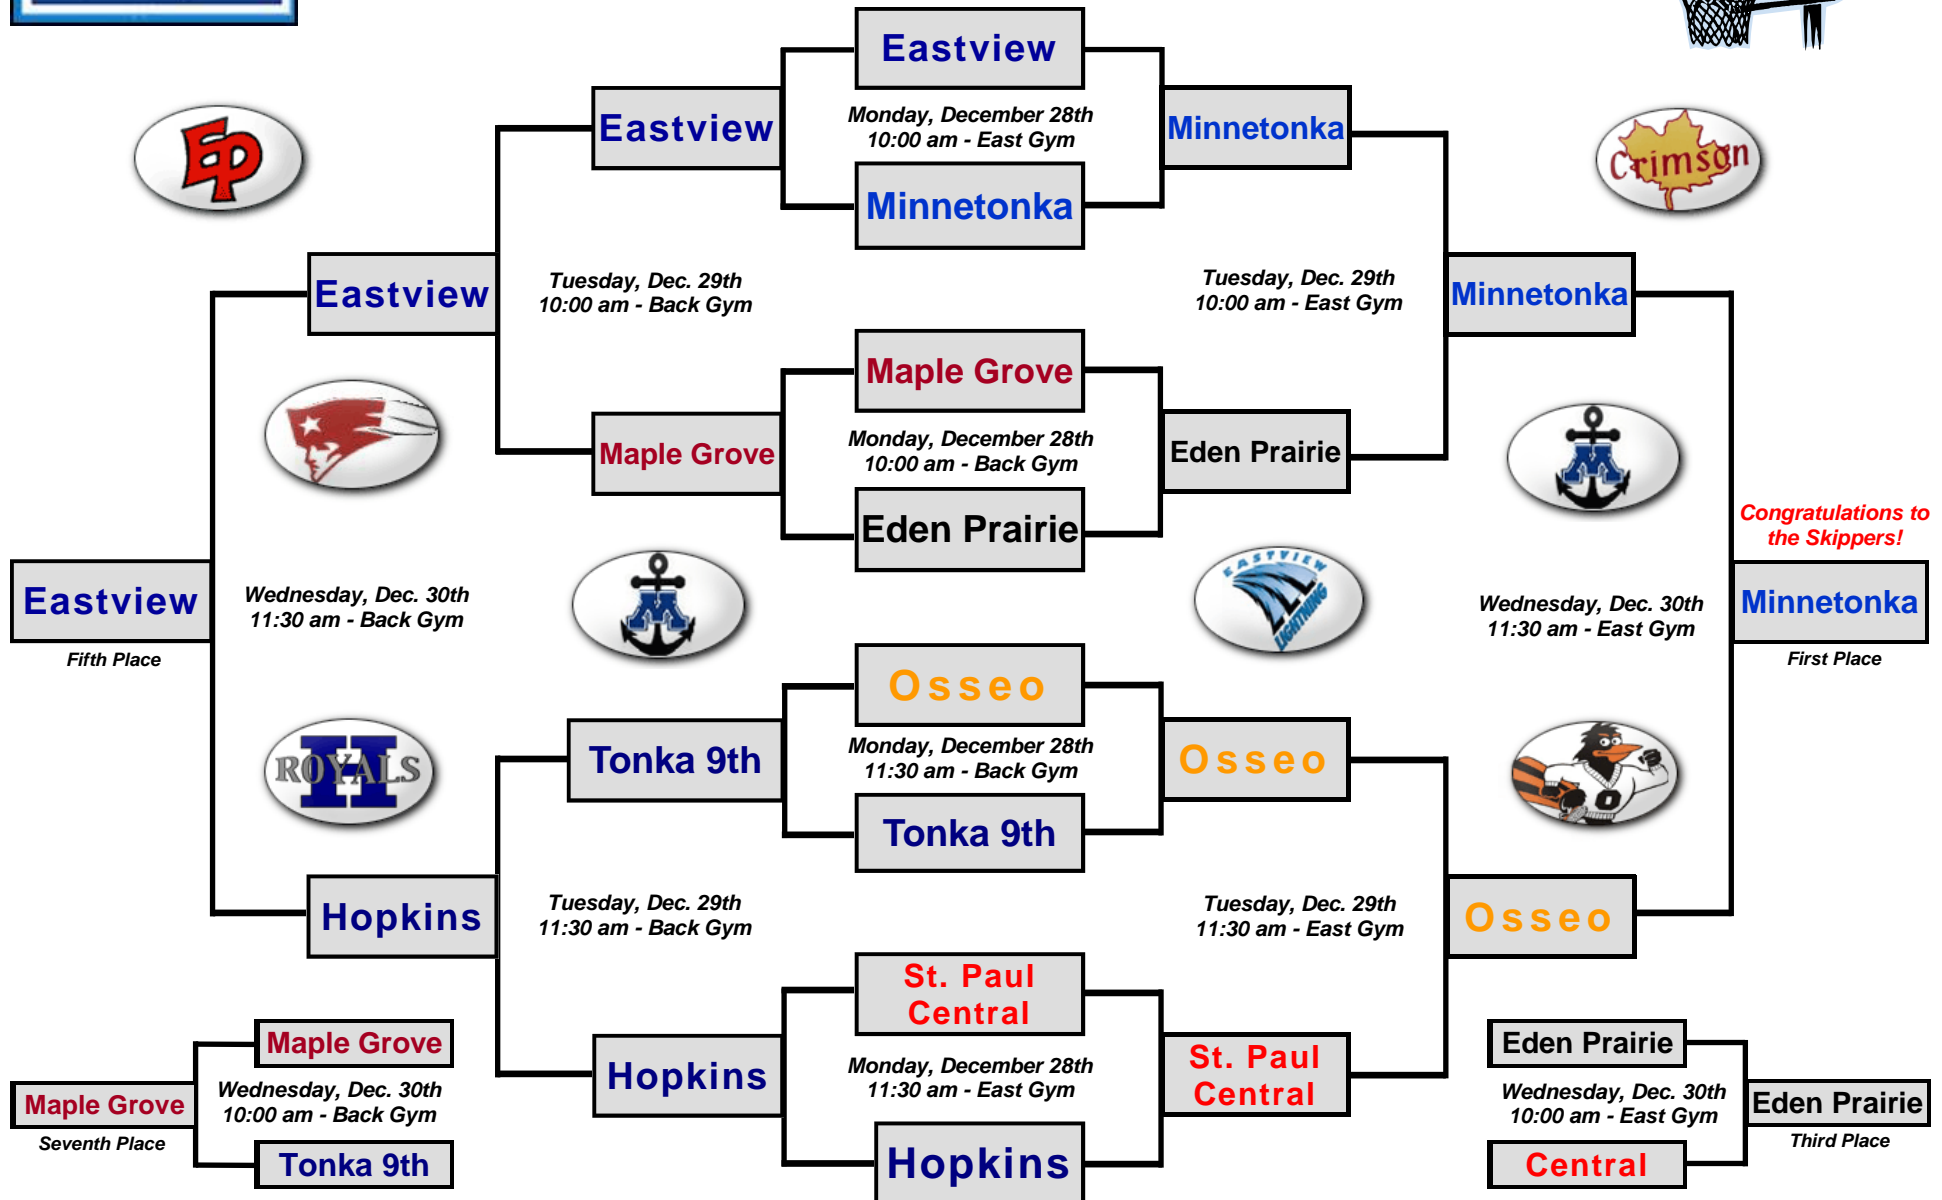 Eastview
Monday, December 28th
10:00 am - East Gym
Minnetonka
Eastview
Minnetonka
EP
Crimson
Eastview
Tuesday, Dec. 29th
10:00 am - Back Gym
Tuesday, Dec. 29th
10:00 am - East Gym
Minnetonka
Maple Grove
Monday, December 28th
10:00 am - Back Gym
Eden Prairie
Maple Grove
Eden Prairie
M
Congratulations to
the Skippers!
Eastview
Fifth Place
Wednesday, Dec. 30th
11:30 am - Back Gym
M
EASTVIEW
LIGHTNING
Wednesday, Dec. 30th
11:30 am - East Gym
Minnetonka
First Place
Osseo
Monday, December 28th
11:30 am - Back Gym
Tonka 9th
Tonka 9th
Osseo
H
ROYALS
O
Hopkins
Tuesday, Dec. 29th
11:30 am - Back Gym
Tuesday, Dec. 29th
11:30 am - East Gym
Osseo
St. Paul
Central
Monday, December 28th
11:30 am - East Gym
Hopkins
Hopkins
St. Paul
Central
Maple Grove
Wednesday, Dec. 30th
10:00 am - Back Gym
Tonka 9th
Maple Grove
Seventh Place
Eden Prairie
Wednesday, Dec. 30th
10:00 am - East Gym
Central
Eden Prairie
Third Place